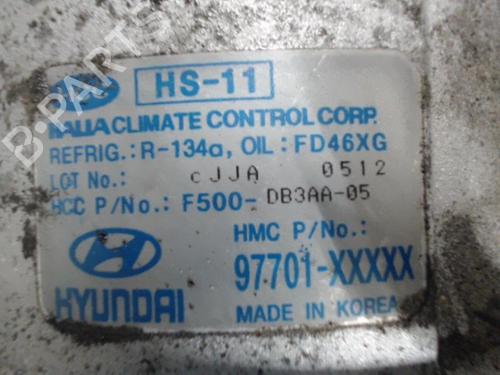 HS-11
HALLA CLIMATE CONTROL CORP.
REFRIG.: R-134a, OIL: FD46XG
LOT No.: cJJA 0512
HCC P/No.: F500-DB3AA-05
HMC P/No.:
97701-XXXXX
HYUNDAI
MADE IN KOREA
B-PARTS